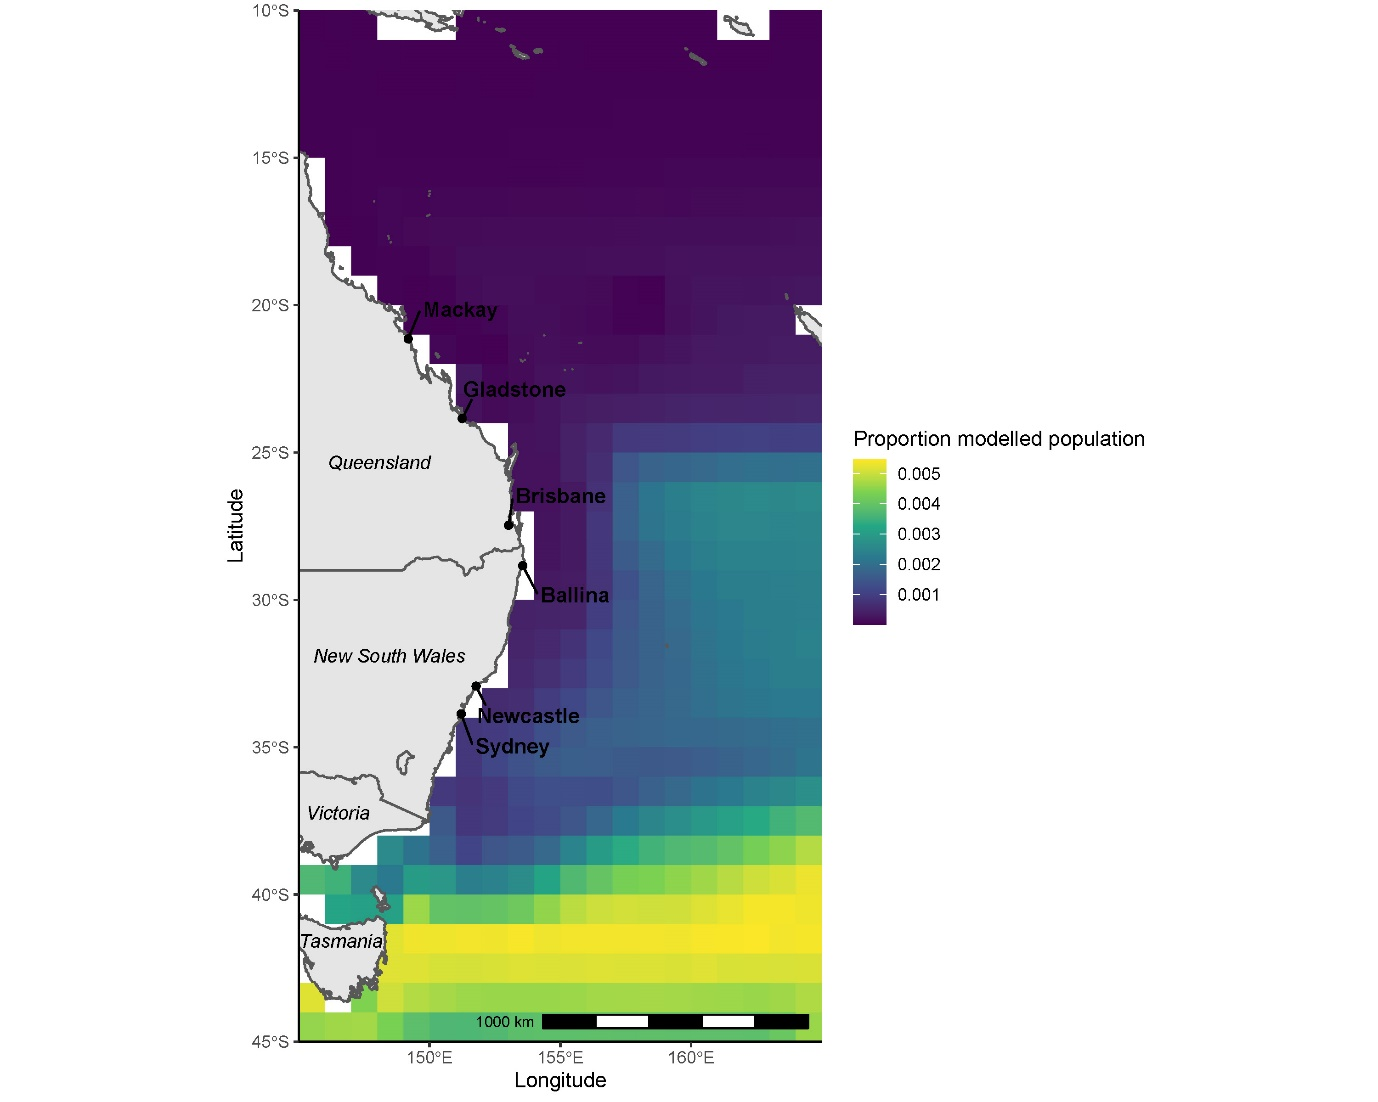 10°S
15°S
20°S
25°S
30°S
35°S
40°S
45°S
Latitude
Mackay
Gladstone
Queensland
Brisbane
Ballina
New South Wales
Newcastle
Sydney
Victoria
Tasmania
1000 km
150°E
155°E
160°E
Longitude
Proportion modelled population
0.005
0.004
0.003
0.002
0.001